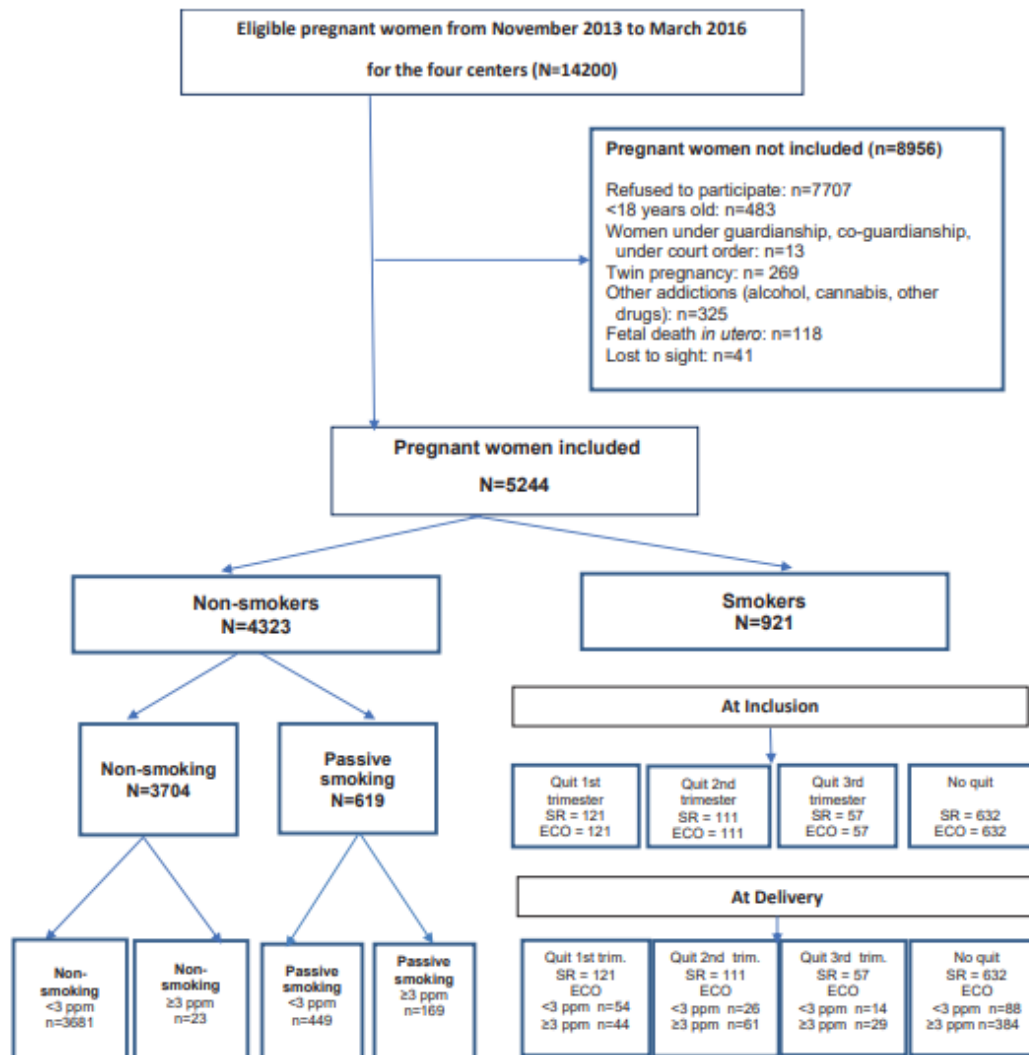 Eligible pregnant women from November 2013 to March 2016
for the four centers (N=14200)
Pregnant women not included (n=8956)
Refused to participate: n=7707
<18 years old: n=483
Women under guardianship, co-guardianship,
under court order: n=13
Twin pregnancy: n= 269
Other addictions (alcohol, cannabis, other
drugs): n=325
Fetal death in utero: n=118
Lost to sight: n=41
Pregnant women included
N=5244
Non-smokers
N=4323
Smokers
N=921
Non-smoking
N=3704
Passive
smoking
N=619
At Inclusion
Quit 1st
trimester
SR = 121
ECO = 121
Quit 2nd
trimester
SR = 111
ECO = 111
Quit 3rd
trimester
SR = 57
ECO = 57
No quit
SR = 632
ECO = 632
At Delivery
Non-
smoking
<3 ppm
n=3681
Non-
smoking
≥3 ppm
n=23
Passive
smoking
<3 ppm
n=449
Passive
smoking
≥3 ppm
n=169
Quit 1st trim.
SR = 121
ECO
<3 ppm n=54
≥3 ppm n=44
Quit 2nd trim.
SR = 111
ECO
<3 ppm n=26
≥3 ppm n=61
Quit 3rd trim.
SR = 57
ECO
<3 ppm n=14
≥3 ppm n=29
No quit
SR = 632
ECO
<3 ppm n=88
≥3 ppm n=384